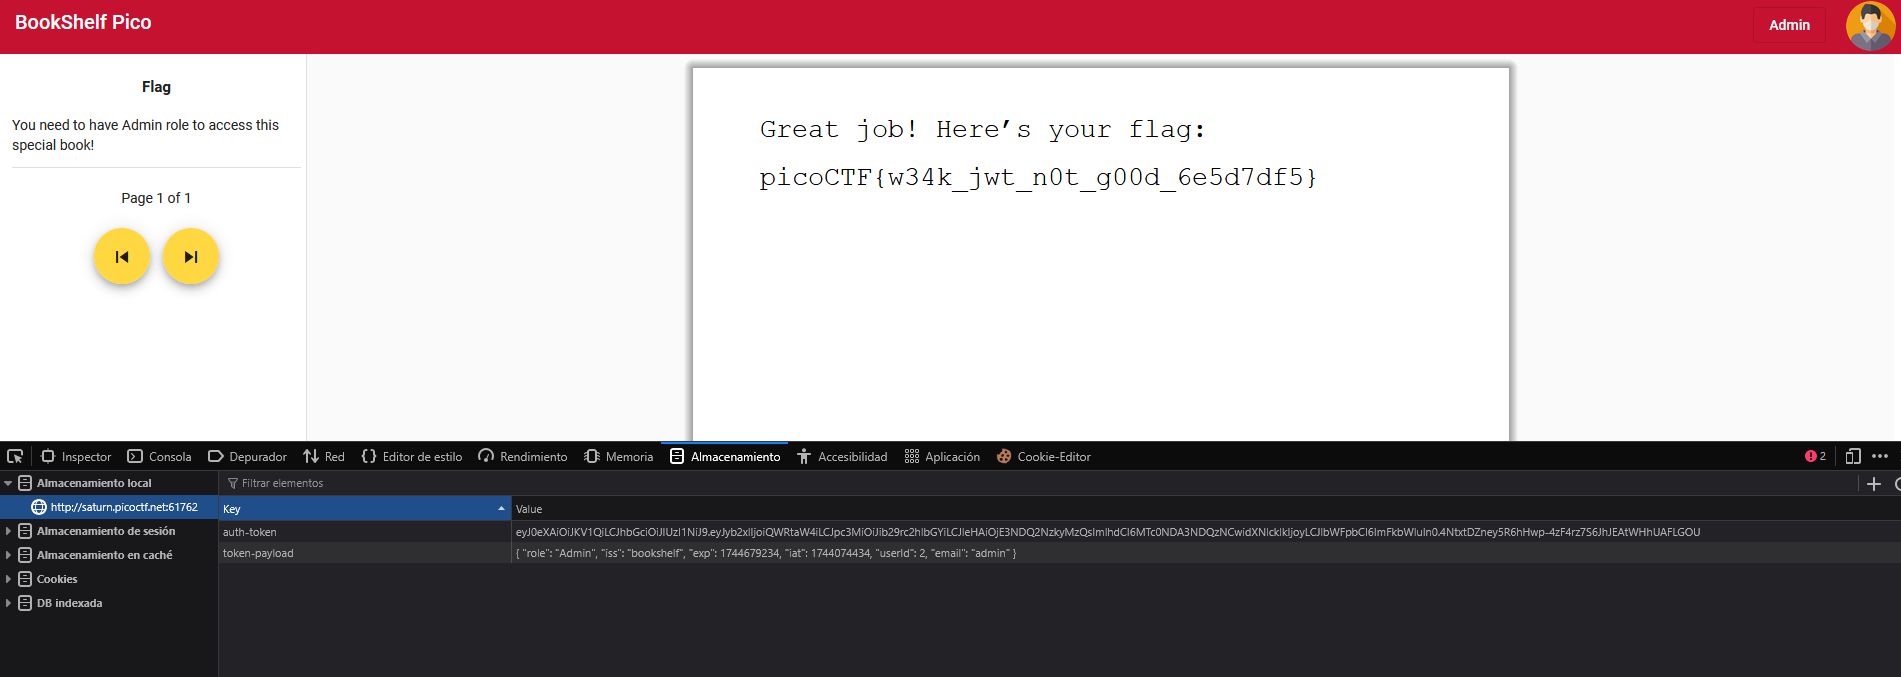 BookShelf Pico
Admin
Flag
You need to have Admin role to access this
special book!
Page 1 of 1
Great job! Here’s your flag:
picoCTF{w34k_jwt_n0t_g00d_6e5d7df5}
Inspector
Consola
Depurador
Red
Editor de estilo
Rendimiento
Memoria
Almacenamiento
Accesibilidad
Aplicación
Cookie-Editor
2
Almacenamiento local
http://saturn.picoctf.net:61762
Almacenamiento de sesión
Almacenamiento en caché
Cookies
DB indexada
Filtrar elementos
Key
Value
auth-token
token-payload
{ "role": "Admin", "iss": "bookshelf", "exp": 1744679234, "iat": 1744074434, "userId": 2, "email": "admin" }